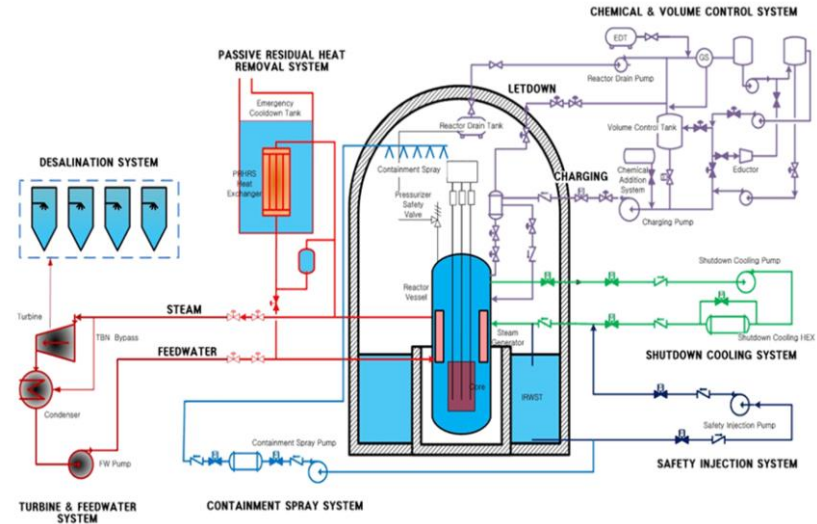 CHEMICAL & VOLUME CONTROL SYSTEM
EDT
GS
Reactor Drain Pump
PASSIVE RESIDUAL HEAT
REMOVAL SYSTEM
LETDOWN
Emergency
Cooldown Tank
Reactor Drain Tank
Volume Control Tank
DESALINATION SYSTEM
PRHRS
Heat
Exchanger
Containment Spray
Pressurizer
Safety
Valve
CHARGING
Chemical
Addition
System
Eductor
Charging Pump
Reactor
Vessel
Shutdown Cooling Pump
STEAM
Turbine
TBN Bypass
FEEDWATER
Steam
Generator
Shutdown Cooling HEX
SHUTDOWN COOLING SYSTEM
Core
IRWST
Condenser
Safety Injection Pump
Containment Spray Pump
FW Pump
SAFETY INJECTION SYSTEM
TURBINE & FEEDWATER
SYSTEM
CONTAINMENT SPRAY SYSTEM